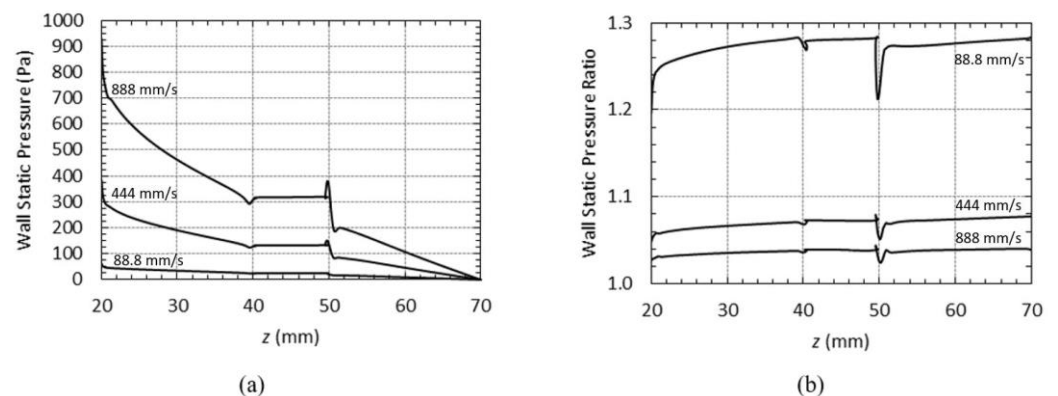 Wall Static Pressure (Pa)
1000
900
800
700
600
500
400
300
200
100
0
888 mm/s
444 mm/s
88.8 mm/s
20 30 40 50 60 70
z (mm)
(a)
Wall Static Pressure Ratio
1.3
1.2
1.1
1.0
88.8 mm/s
444 mm/s
888 mm/s
20 30 40 50 60 70
z (mm)
(b)